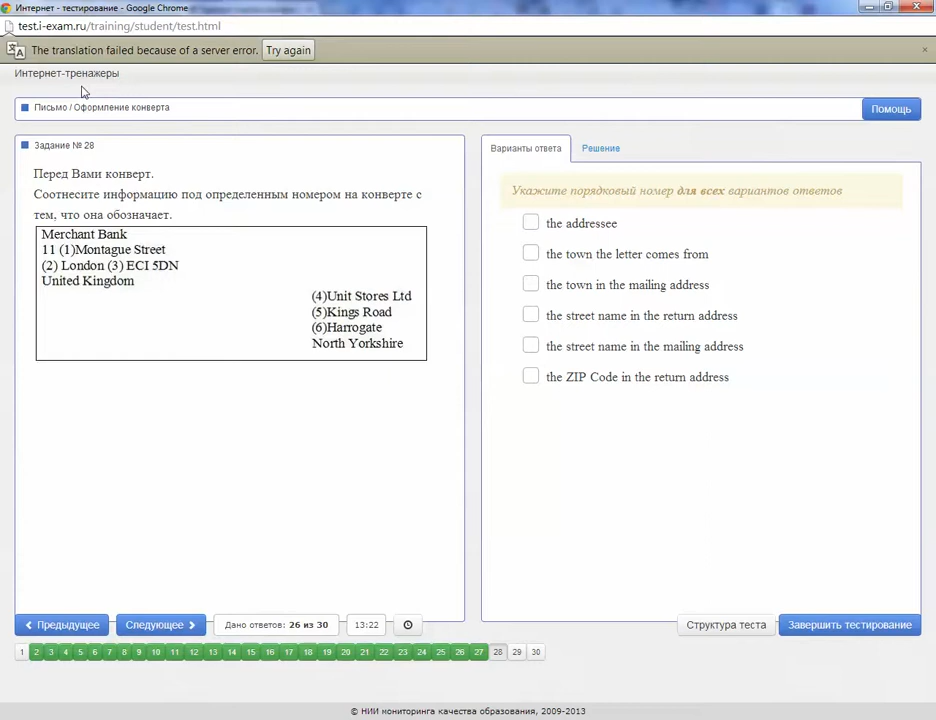 Интернет - тестирование - Google Chrome
test.i-exam.ru/training/student/test.html
The translation failed because of a server error. Try again
Интернет-тренажеры
Письмо / Оформление конверта
Помощь
Задание № 28
Перед Вами конверт.
Соотнесите информацию под определенным номером на конверте с
тем, что она обозначает.
Merchant Bank
11 (1)Montague Street
(2) London (3) ECI 5DN
United Kingdom
(4)Unit Stores Ltd
(5)Kings Road
(6)Harrogate
North Yorkshire
Варианты ответа Решение
Укажите порядковый номер для всех вариантов ответов
the addressee
the town the letter comes from
the town in the mailing address
the street name in the return address
the street name in the mailing address
the ZIP Code in the return address
Предыдущее Следующее Дано ответов: 26 из 30 13:22 Структура теста Завершить тестирование
1 2 3 4 5 6 7 8 9 10 11 12 13 14 15 16 17 18 19 20 21 22 23 24 25 26 27 28 29 30
© НИИ мониторинга качества образования, 2009-2013